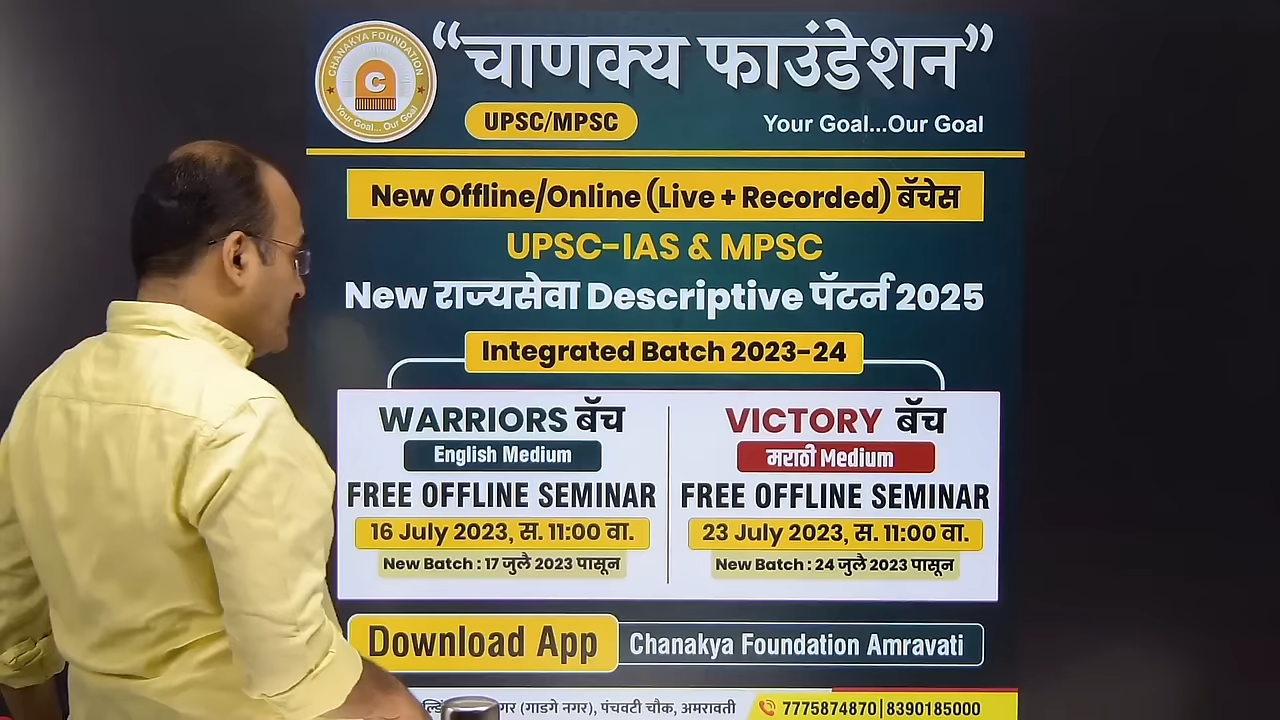 CHANAKYA FOUNDATION
C
Your Goal... Our Goal
“चाणक्य फाउंडेशन”
UPSC/MPSC
Your Goal...Our Goal
New Offline/Online (Live + Recorded) बॅचेस
UPSC-IAS & MPSC
New राज्यसेवा Descriptive पॅटर्न 2025
Integrated Batch 2023-24
WARRIORS बॅच
English Medium
FREE OFFLINE SEMINAR
16 July 2023, स. 11:00 वा.
New Batch : 17 जुलै 2023 पासून
VICTORY बॅच
मराठी Medium
FREE OFFLINE SEMINAR
23 July 2023, स. 11:00 वा.
New Batch : 24 जुलै 2023 पासून
Download App
Chanakya Foundation Amravati
(गाडगे नगर), पंचवटी चौक, अमरावती
7775874870|8390185000